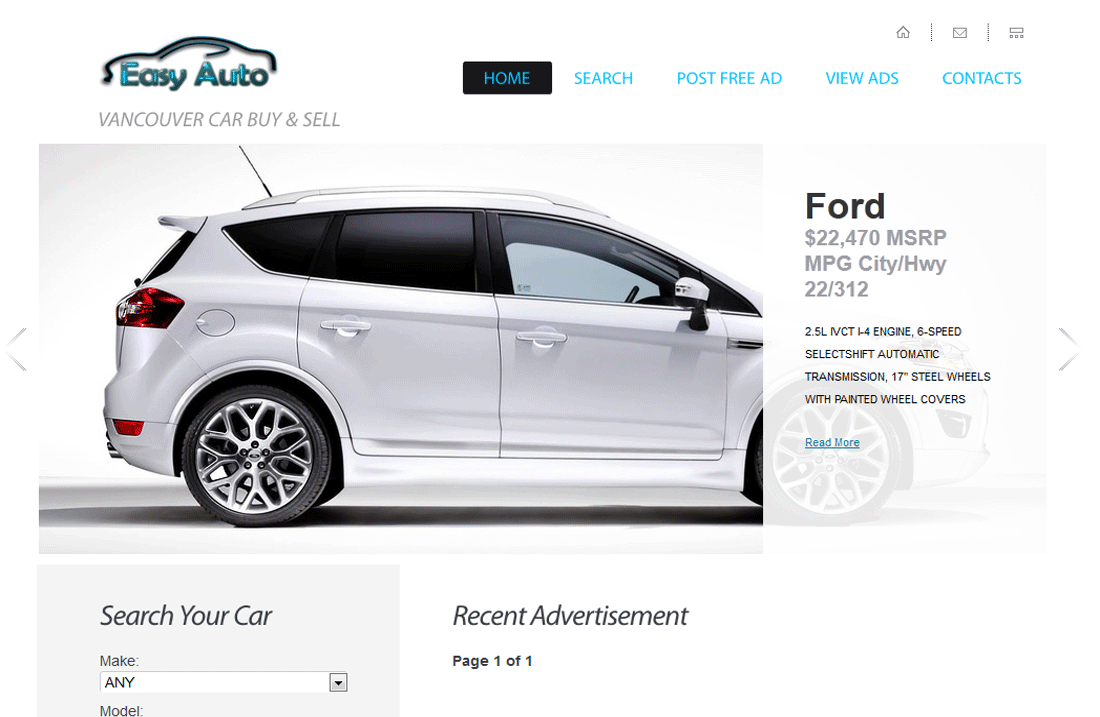 Easy Auto
VANCOUVER CAR BUY & SELL
HOME
SEARCH
POST FREE AD
VIEW ADS
CONTACTS
Ford
$22,470 MSRP
MPG City/Hwy
22/312
2.5L IVCT I-4 ENGINE, 6-SPEED
SELECTSHIFT AUTOMATIC
TRANSMISSION, 17" STEEL WHEELS
WITH PAINTED WHEEL COVERS
Read More
Search Your Car
Make:
ANY
Model:
Recent Advertisement
Page 1 of 1